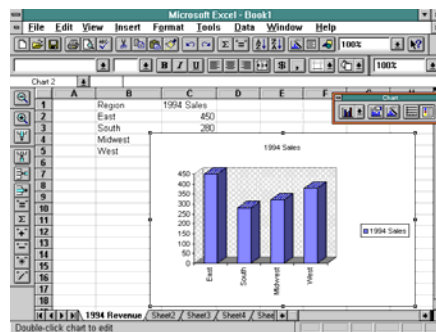 Microsoft Excel - Book1
File Edit View Insert Format Tools Data Window Help
100%
B I U $ , 100%
Chart 2
A B C D E F
1 Region 1994 Sales
2 East 450
3 South 280
4 Midwest
5 West
6
7
8
9
10
11
12
13
14
15
16
17
18
Chart
1994 Sales
450
400
350
300
250
200
150
100
50
0
East South Midwest West
1994 Sales
1994 Revenue Sheet2 Sheet3 Sheet4 Shee
Double-click chart to edit